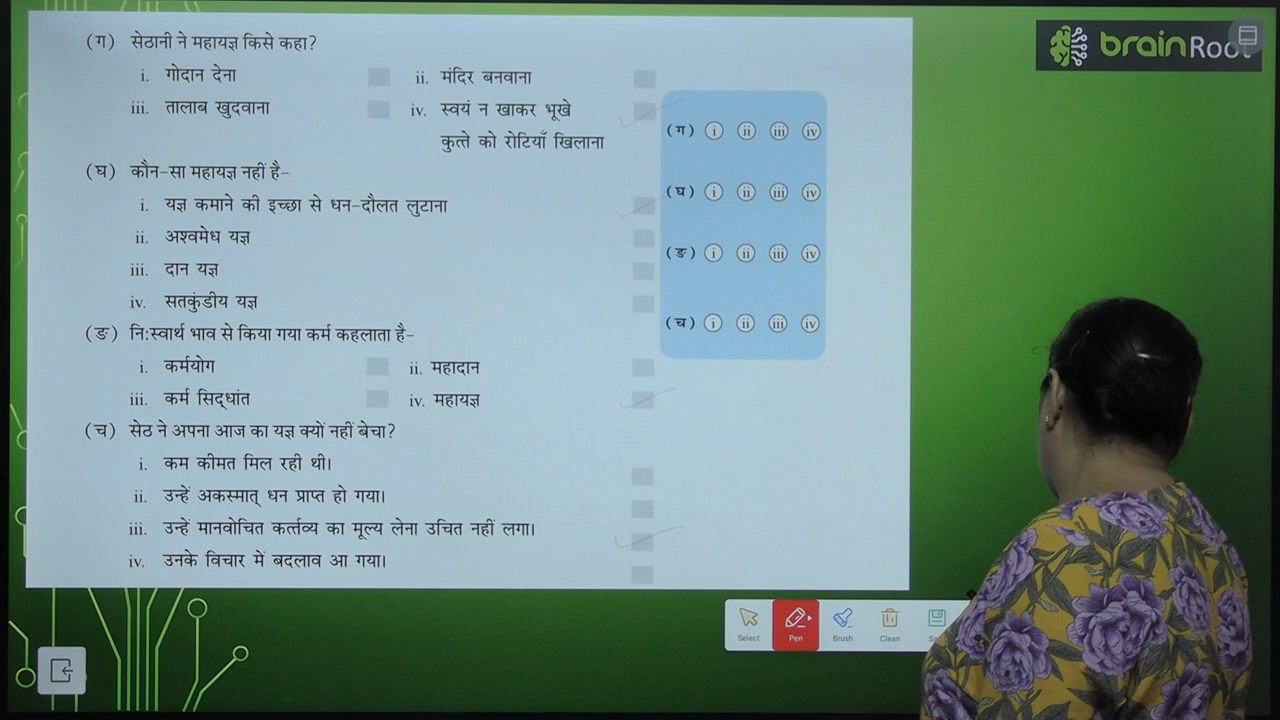 (ग) सेठानी ने महायज्ञ किसे कहा?
i. गोदान देना
ii. मंदिर बनवाना
iii. तालाब खुदवाना
iv. स्वयं न खाकर भूखे
कुत्ते को रोटियाँ खिलाना
(घ) कौन-सा महायज्ञ नहीं है-
i. यज्ञ कमाने की इच्छा से धन-दौलत लुटाना
ii. अश्वमेध यज्ञ
iii. दान यज्ञ
iv. सतकुंडीय यज्ञ
(ङ) नि:स्वार्थ भाव से किया गया कर्म कहलाता है-
i. कर्मयोग
ii. महादान
iii. कर्म सिद्धांत
iv. महायज्ञ
(च) सेठ ने अपना आज का यज्ञ क्यों नहीं बेचा?
i. कम कीमत मिल रही थी।
ii. उन्हें अकस्मात् धन प्राप्त हो गया।
iii. उन्हें मानवोचित कर्त्तव्य का मूल्य लेना उचित नहीं लगा।
iv. उनके विचार में बदलाव आ गया।
(ग) i ii iii iv
(घ) i ii iii iv
(ङ) i ii iii iv
(च) i ii iii iv
brainRoot
Select Pen Brush Clean